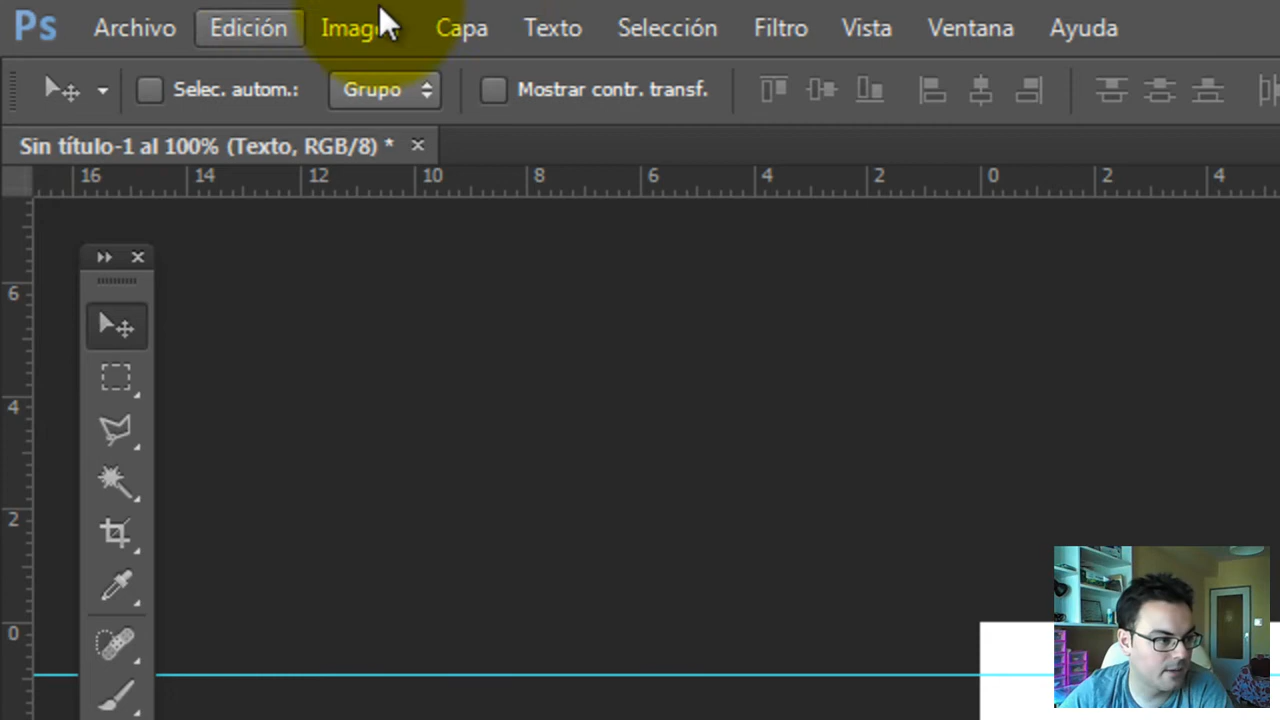 Ps Archivo Edición Imagen Capa Texto Selección Filtro Vista Ventana Ayuda
Selec. autom.: Grupo Mostrar contr. transf.
Sin título-1 al 100% (Texto, RGB/8) *
16 14 12 10 8 6 4 2 0 2 4
6
4
2
0